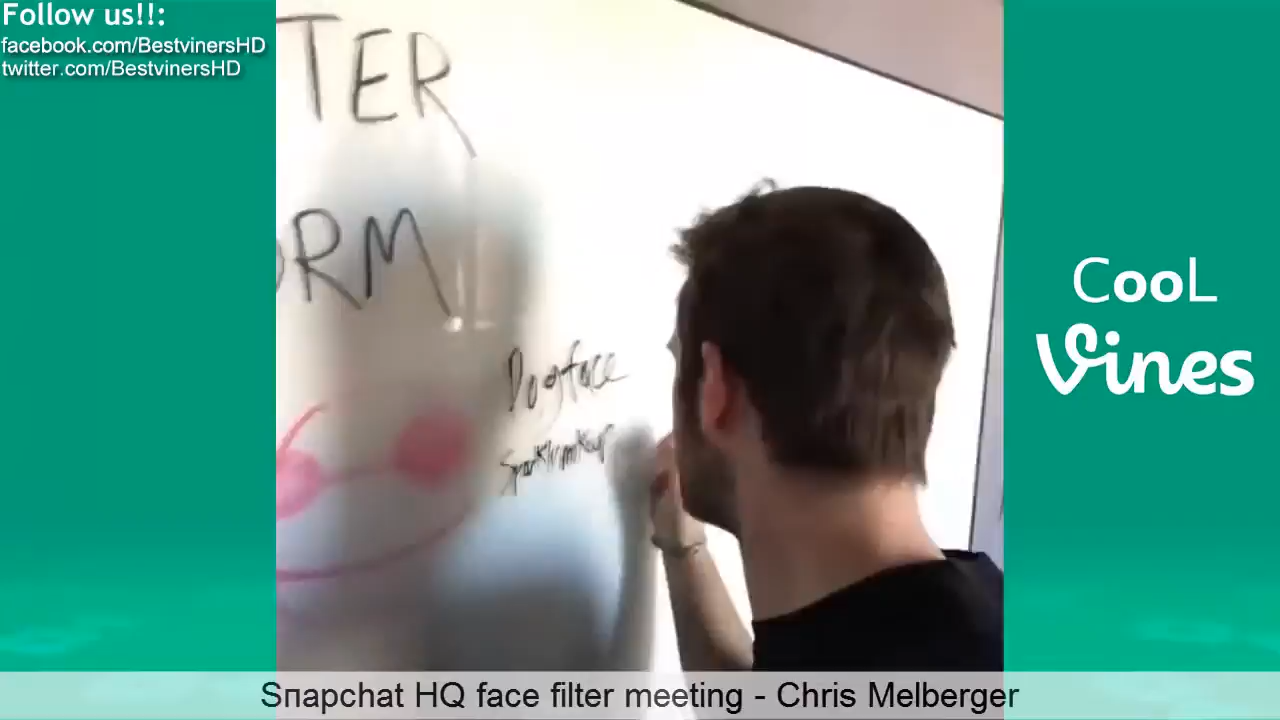 Follow us!!:
facebook.com/BestvinersHD
twitter.com/BestvinersHD
TER
ORM
Dogface
CooL
Vines
Snapchat HQ face filter meeting - Chris Melberger